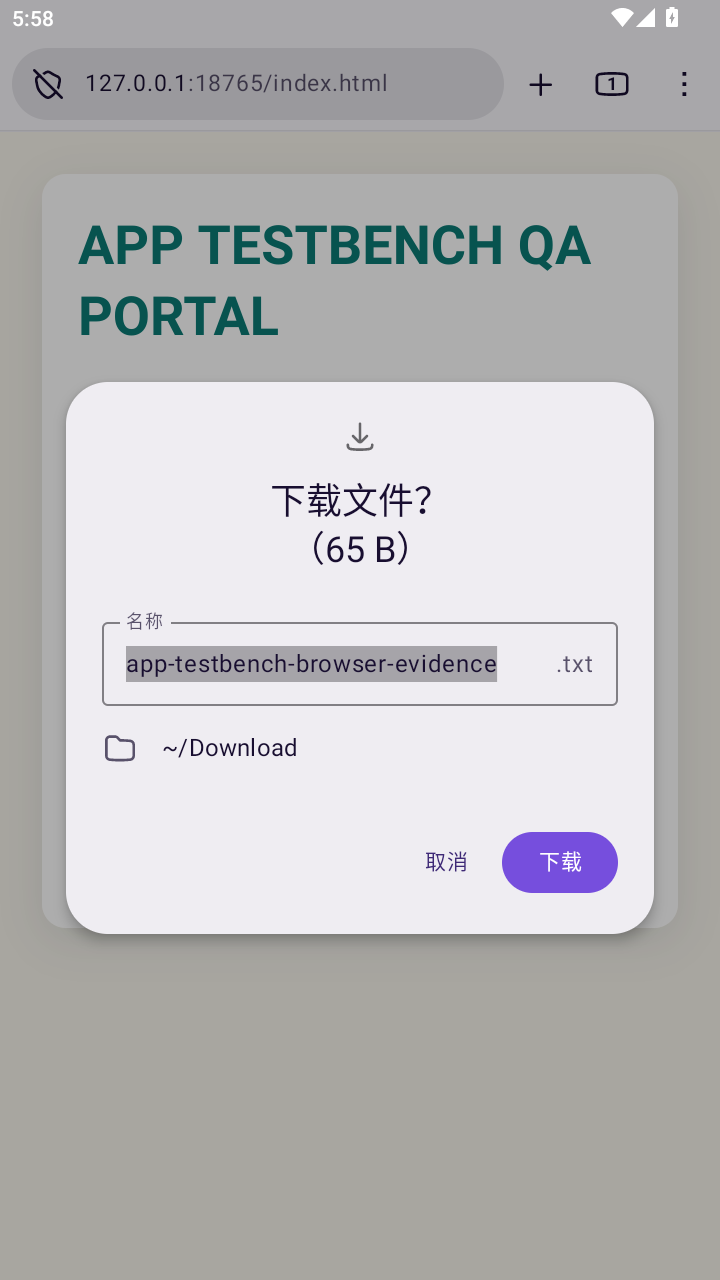 5:58
127.0.0.1:18765/index.html
1
APP TESTBENCH QA
PORTAL
下载文件？
（65 B）
名称
app-testbench-browser-evidence .txt
~/Download
取消 下载